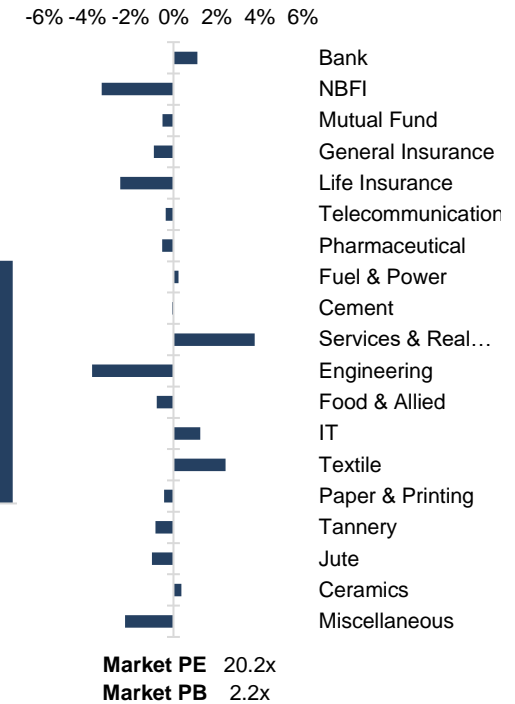 -6% -4% -2% 0% 2% 4% 6%
Bank
NBFI
Mutual Fund
General Insurance
Life Insurance
Telecommunication
Pharmaceutical
Fuel & Power
Cement
Services & Real…
Engineering
Food & Allied
IT
Textile
Paper & Printing
Tannery
Jute
Ceramics
Miscellaneous
Market PE 20.2x
Market PB 2.2x